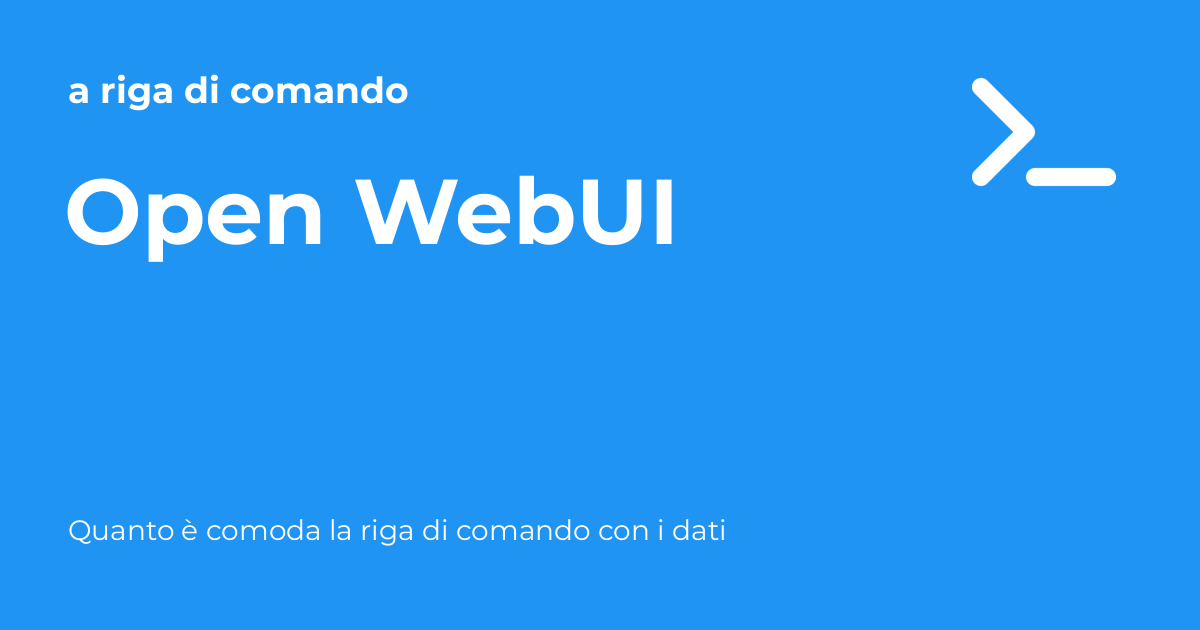 a riga di comando
Open WebUI
Quanto è comoda la riga di comando con i dati